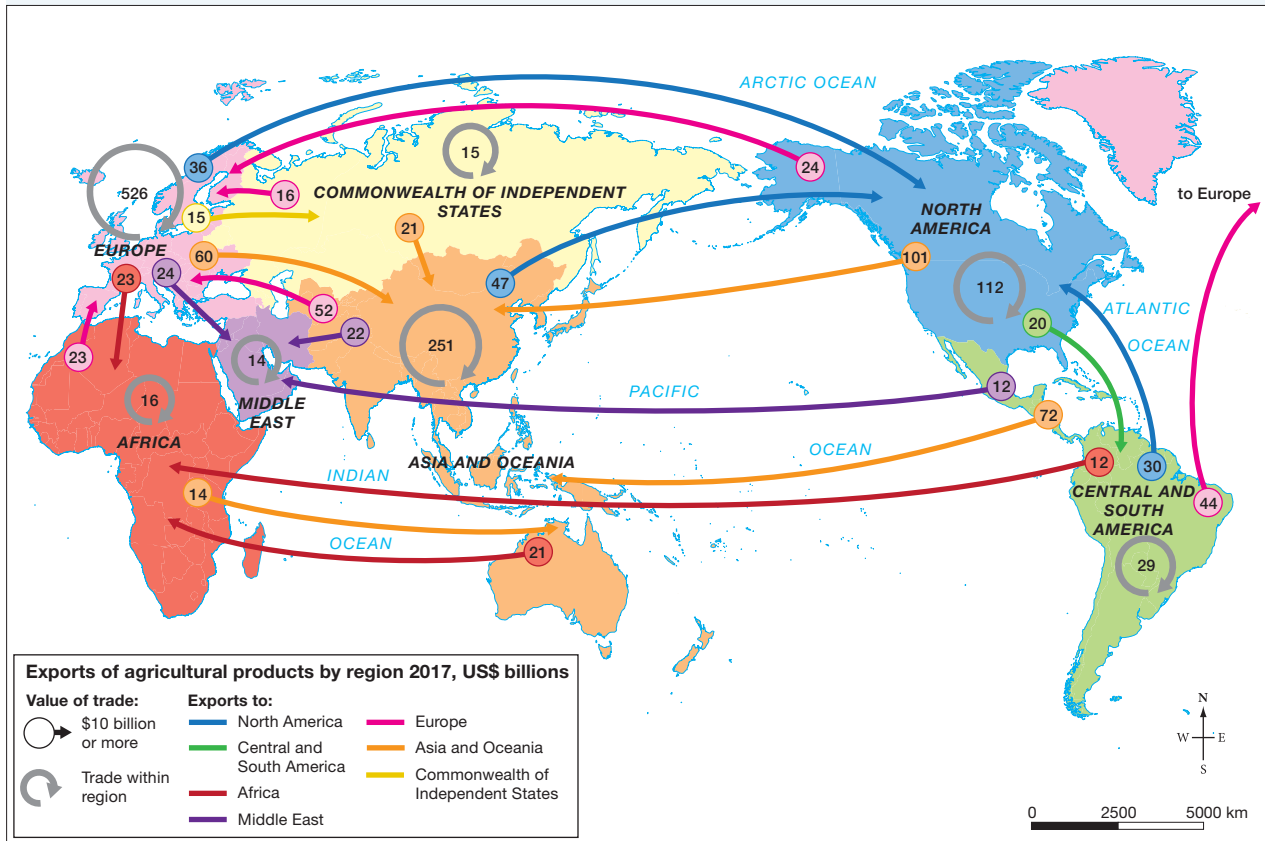 ARCTIC OCEAN
36
15
24
526
16
COMMONWEALTH OF INDEPENDENT
STATES
to Europe
15
NORTH
AMERICA
21
EUROPE
60
24
23
101
47
112
52
ATLANTIC
20
OCEAN
22
251
14
23
PACIFIC
12
MIDDLE
EAST
16
72
AFRICA
OCEAN
ASIA AND OCEANIA
12
30
INDIAN
CENTRAL AND
SOUTH
AMERICA
14
44
OCEAN
21
29
Exports of agricultural products by region 2017, US$ billions
Value of trade:
$10 billion
or more
Trade within
region
Exports to:
North America
Central and
South America
Africa
Middle East
Europe
Asia and Oceania
Commonwealth of
Independent States
N
W
E
S
0 2500 5000 km